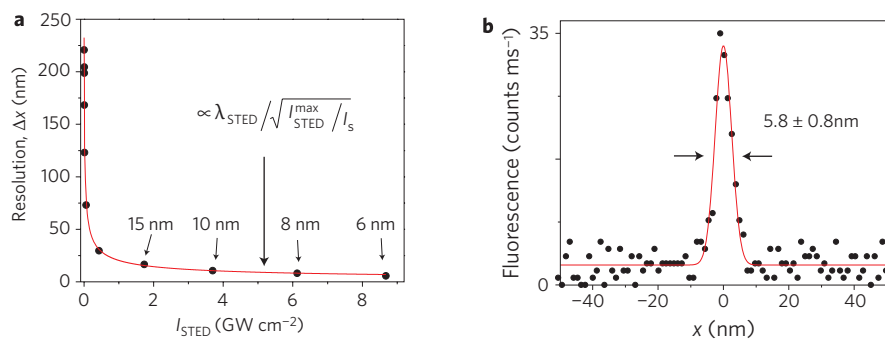 a
250
200
150
100
50
0
Resolution, Δx (nm)
∝ λSTED/√(I^max_STED/Is)
15 nm
10 nm
8 nm
6 nm
0
2
4
6
8
ISTED (GW cm−2)
b
35
0
Fluorescence (counts ms−1)
5.8 ± 0.8nm
−40
−20
0
20
40
x (nm)